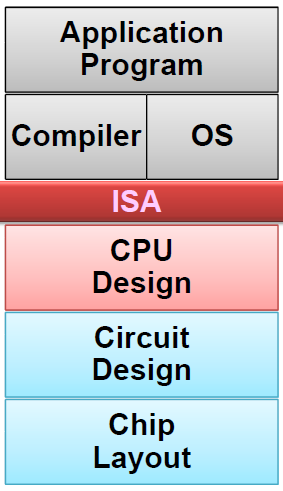 Application
Program
Compiler
OS
ISA
CPU
Design
Circuit
Design
Chip
Layout